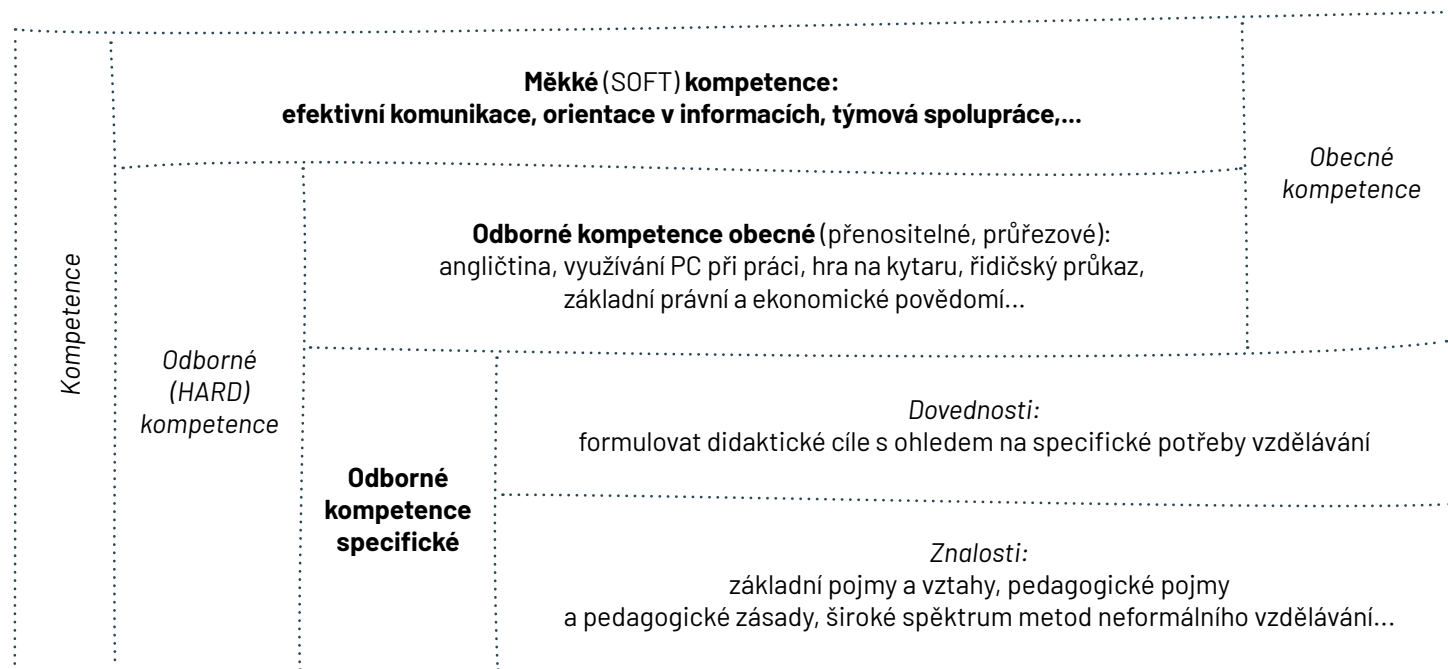 Měkké (SOFT) kompetence:
efektivní komunikace, orientace v informacích, týmová spolupráce,...
Obecné
kompetence
Odborné kompetence obecné (přenositelné, průřezové):
angličtina, využívání PC při práci, hra na kytaru, řidičský průkaz,
základní právní a ekonomické povědomí...
Kompetence
Odborné
(HARD)
kompetence
Dovednosti:
formulovat didaktické cíle s ohledem na specifické potřeby vzdělávání
Odborné
kompetence
specifické
Znalosti:
základní pojmy a vztahy, pedagogické pojmy
a pedagogické zásady, široké spěktrum metod neformálního vzdělávání...